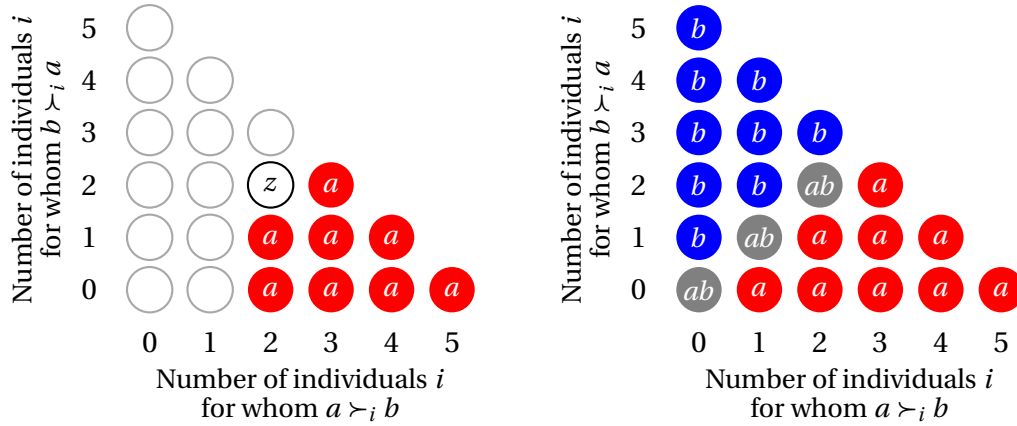 Number of individuals i
for whom b ≻ᵢ a
5
4
3
2 z a
1 a a a
0 a a a a
0 1 2 3 4 5
Number of individuals i
for whom a ≻ᵢ b
Number of individuals i
for whom b ≻ᵢ a
5 b
4 b b
3 b b b
2 b b ab a
1 b ab a a a
0 ab a a a a a
0 1 2 3 4 5
Number of individuals i
for whom a ≻ᵢ b